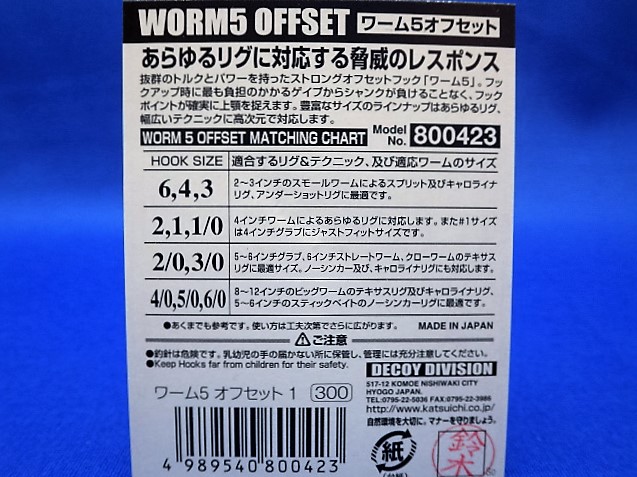 WORM5 OFFSET ワーム5オフセット
あらゆるリグに対応する脅威のレスポンス
抜群のトルクとパワーを持ったストロングオフセットフック「ワーム5」。フッ
クアップ時に最も負担のかかるゲイプからシャンクが負けることなく、フック
ポイントが確実に上顎を捉えます。豊富なサイズのラインナップはあらゆるリグ、
幅広いテクニックに高次元で対応します。
WORM 5 OFFSET MATCHING CHART Model No. 800423
HOOK SIZE 適合するリグ&テクニック、及び適応ワームのサイズ
6,4,3 2〜3インチのスモールワームによるスプリット及びキャロライナ
リグ、アンダーショットリグに最適です。
2,1,1/0 4インチワームによるあらゆるリグに対応します。また#1サイズ
は4インチグラブにジャストフィットサイズです。
2/0,3/0 5〜6インチグラブ、6インチストレートワーム、クローワームのテキサス
リグに最適サイズ。ノーシンカー及び、キャロライナリグにも対応します。
4/0,5/0,6/0 8〜12インチのビッグワームのテキサスリグ及びキャロライナリグ、
5〜6インチのスティックベイトのノーシンカーリグに最適です。
●あくまでも参考です。使い方は工夫次第でさらに広がります。 MADE IN JAPAN
ご注意
●釣針は危険です。乳幼児の手の届かない所に保管し、管理には充分注意してください。
●Keep Hooks far from children for their safety.
DECOY DIVISION
517-12 KOMOE NISHIWAKI CITY
HYOGO JAPAN.
TEL:0795-22-5036 FAX:0795-22-3986
http://www.katsuichi.co.jp/
自然環境を大切に。マナーを守りましょう。
ワーム5 オフセット 1 300
4 989540 800423
紙
鈴木